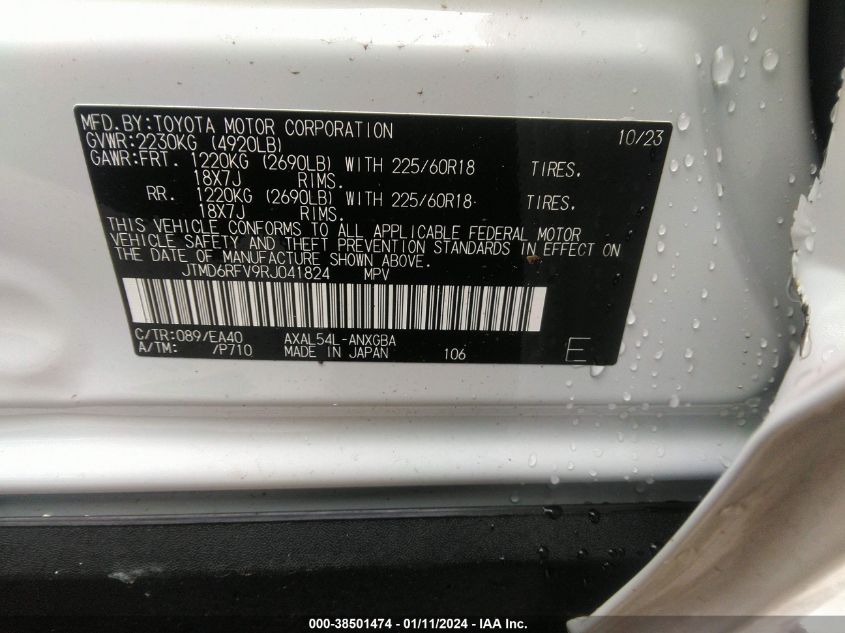 MFD.BY:TOYOTA MOTOR CORPORATION 10/23
GVWR:2230KG (4920LB)
GAWR:FRT. 1220KG (2690LB) WITH 225/60R18 TIRES,
18X7J RIMS.
RR. 1220KG (2690LB) WITH 225/60R18 TIRES,
18X7J RIMS.
THIS VEHICLE CONFORMS TO ALL APPLICABLE FEDERAL MOTOR
VEHICLE SAFETY AND THEFT PREVENTION STANDARDS IN EFFECT ON
THE DATE OF MANUFACTURE SHOWN ABOVE.
JTMD6RFV9RJ041824 MPV
C/TR:089/EA40 AXAL54L-ANXGBA
A/TM: /P710 MADE IN JAPAN 106 E
000-38501474 - 01/11/2024 - IAA Inc.